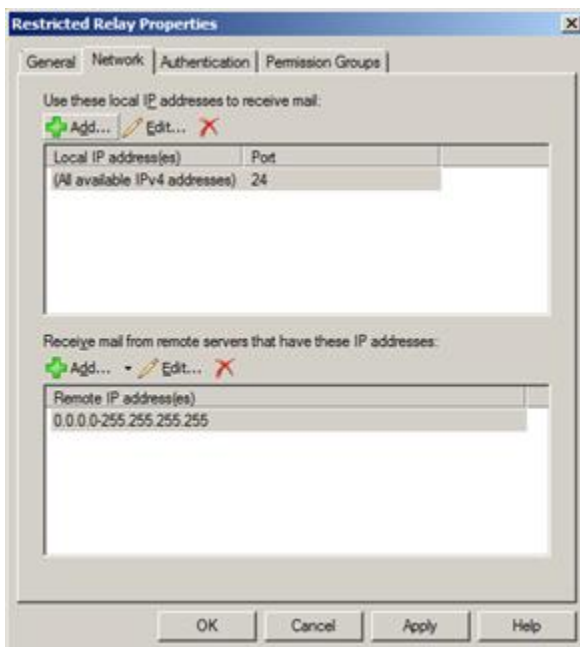 Restricted Relay Properties
General Network Authentication Permission Groups
Use these local IP addresses to receive mail:
Add... Edit...
Local IP address(es) Port
(All available IPv4 addresses) 24
Receive mail from remote servers that have these IP addresses:
Add... Edit...
Remote IP address(es)
0.0.0.0-255.255.255.255
OK Cancel Apply Help